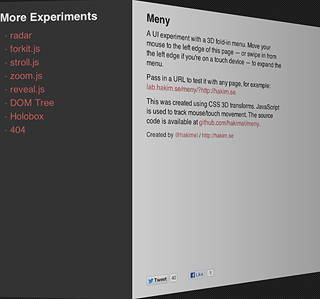 More Experiments
· radar
· forkit.js
· stroll.js
· zoom.js
· reveal.js
· DOM Tree
· Holobox
· 404
Meny
A UI experiment with a 3D fold-in menu. Move your
mouse to the left edge of this page — or swipe in from
the left edge if you're on a touch device — to expand the
menu.
Pass in a URL to test it with any page, for example:
lab.hakim.se/meny/?http://hakim.se.
This was created using CSS 3D transforms. JavaScript
is used to track mouse/touch movement. The source
code is available at github.com/hakimel/meny.
Created by @hakimel / http://hakim.se
Tweet 40 Like 1